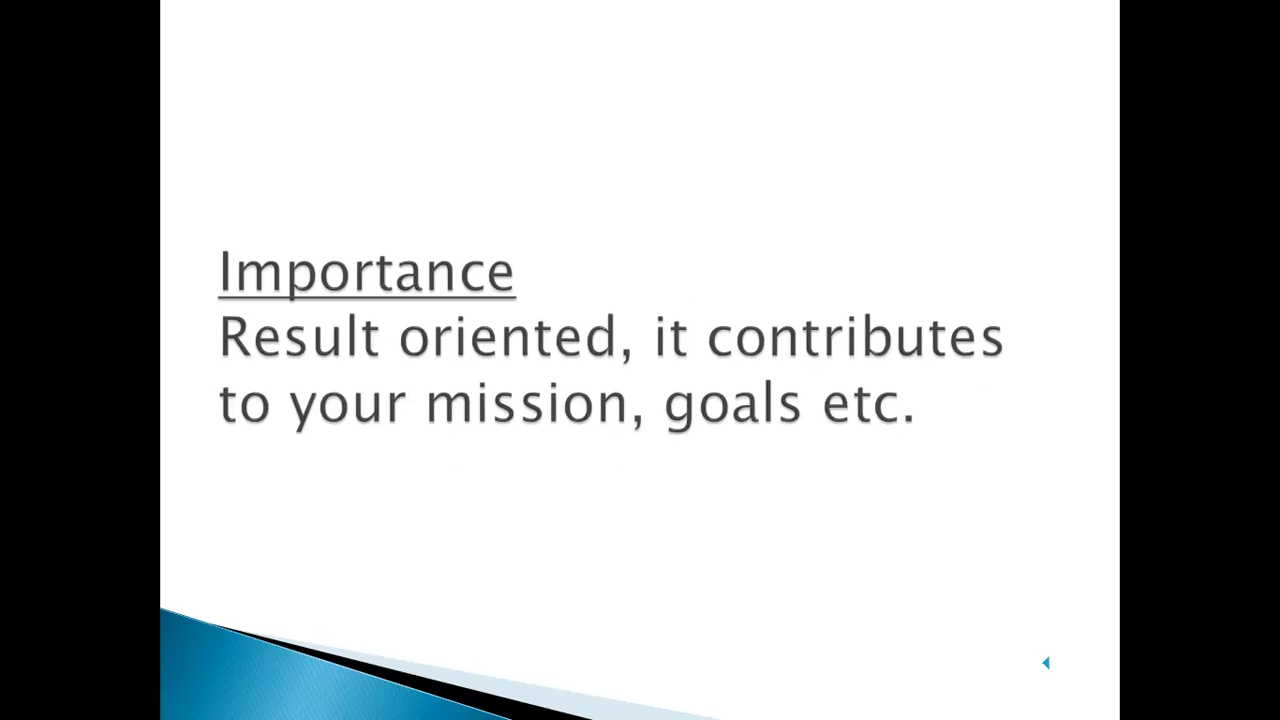 Importance
Result oriented, it contributes
to your mission, goals etc.